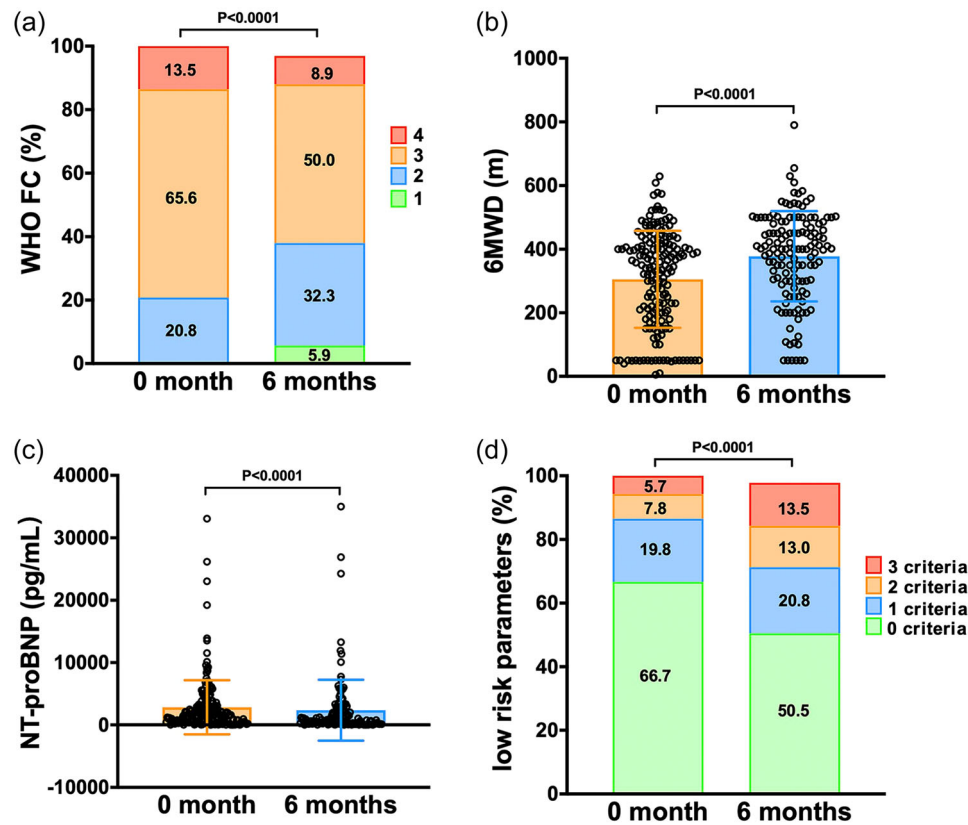 (a)
P<0.0001
WHO FC (%)
100
80
60
40
20
0
13.5
65.6
20.8
8.9
50.0
32.3
5.9
4
3
2
1
0 month
6 months
(b)
P<0.0001
6MWD (m)
1000
800
600
400
200
0
0 month
6 months
(c)
P<0.0001
NT-proBNP (pg/mL)
40000
30000
20000
10000
0
-10000
0 month
6 months
(d)
P<0.0001
low risk parameters (%)
100
80
60
40
20
0
5.7
7.8
19.8
66.7
13.5
13.0
20.8
50.5
3 criteria
2 criteria
1 criteria
0 criteria
0 month
6 months